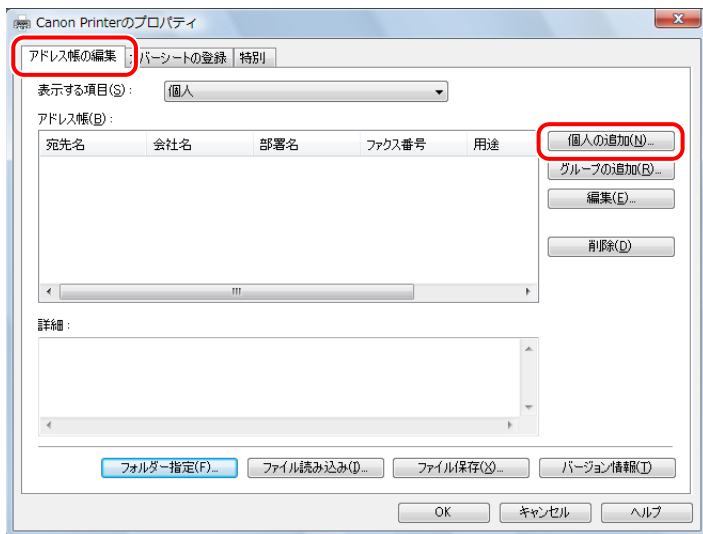 Canon Printerのプロパティ
アドレス帳の編集 バーシートの登録 特別
表示する項目(S): 個人
アドレス帳(B):
宛先名 会社名 部署名 ファクス番号 用途
個人の追加(N)...
グループの追加(R)...
編集(E)...
削除(D)
詳細:
フォルダー指定(F)... ファイル読み込み(I)... ファイル保存(X)... バージョン情報(T)
OK キャンセル ヘルプ